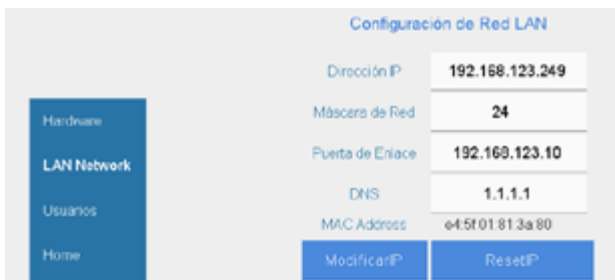 Configuración de Red LAN
Dirección IP 192.168.123.249
Máscara de Red 24
Puerta de Enlace 192.168.123.10
DNS 1.1.1.1
MAC Address e4:5f:01:81:3a:80
ModificarIP ResetIP
Hardware
LAN Network
Usuarios
Home